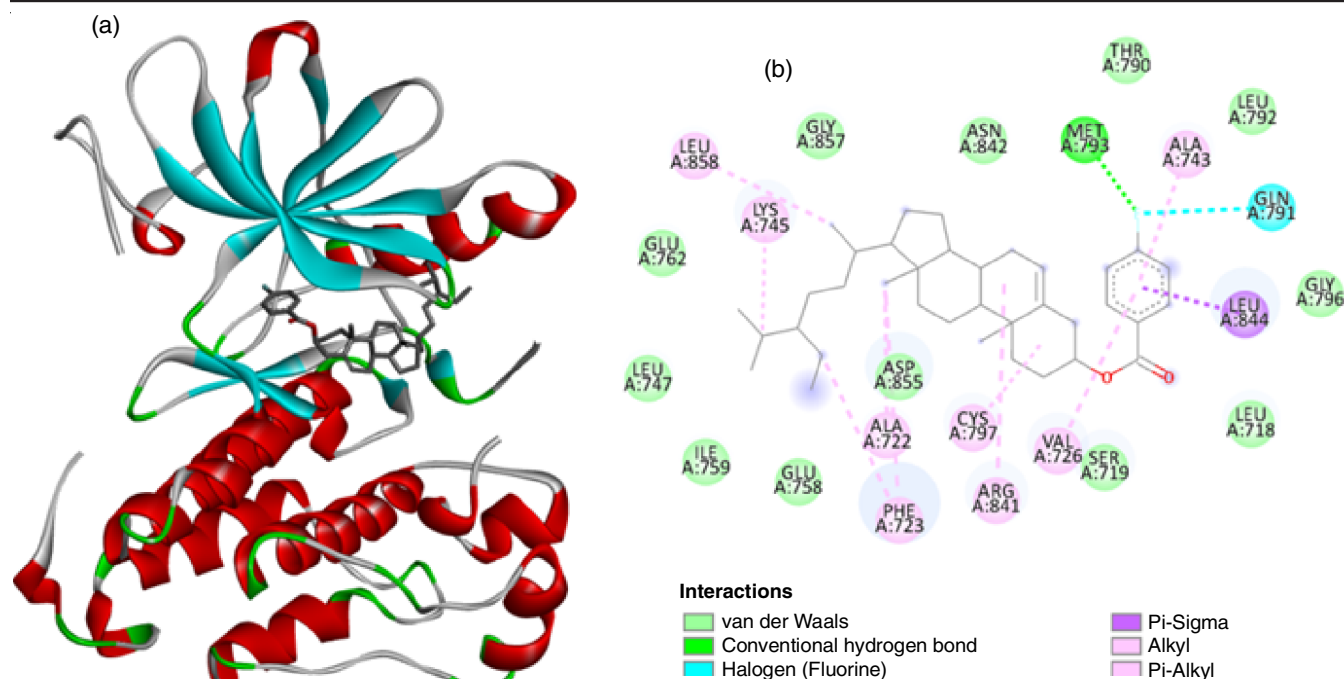 (a)
(b)
THR
A:790
LEU
A:792
GLY
A:857
ASN
A:842
MET
A:793
LEU
A:858
ALA
A:743
LYS
A:745
GLN
A:791
GLU
A:762
GLY
A:796
LEU
A:844
LEU
A:747
ASP
A:855
O
O
ALA
A:722
CYS
A:797
LEU
A:718
VAL
A:726
ILE
A:759
GLU
A:758
SER
A:719
ARG
A:841
PHE
A:723
Interactions
van der Waals
Conventional hydrogen bond
Halogen (Fluorine)
Pi-Sigma
Alkyl
Pi-Alkyl